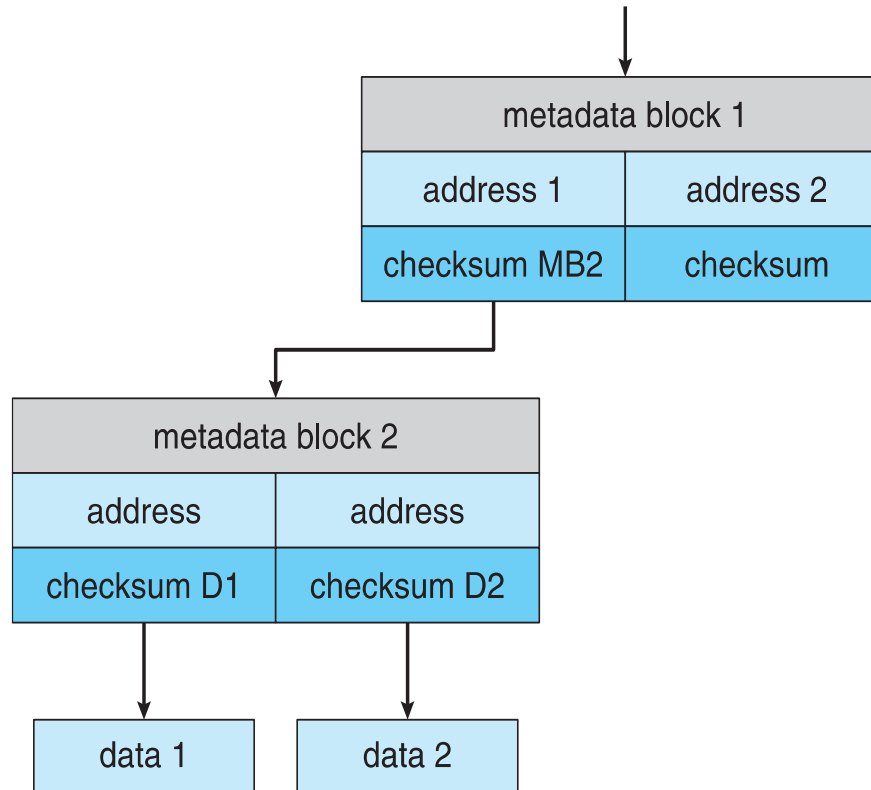 metadata block 1
address 1 address 2
checksum MB2 checksum
metadata block 2
address address
checksum D1 checksum D2
data 1 data 2